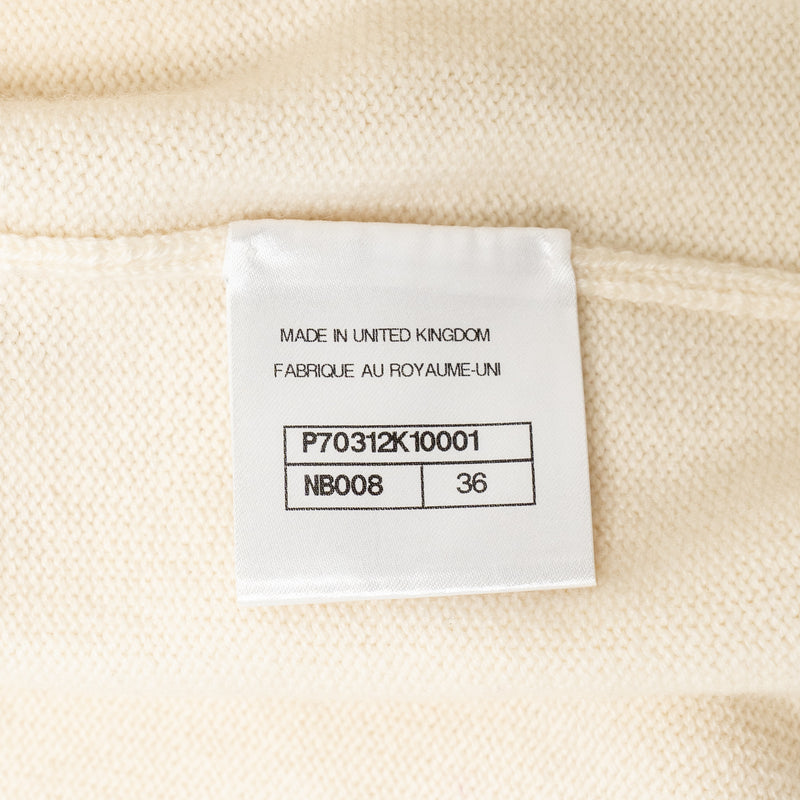 MADE IN UNITED KINGDOM
FABRIQUE AU ROYAUME-UNI
P70312K10001
NB008 36